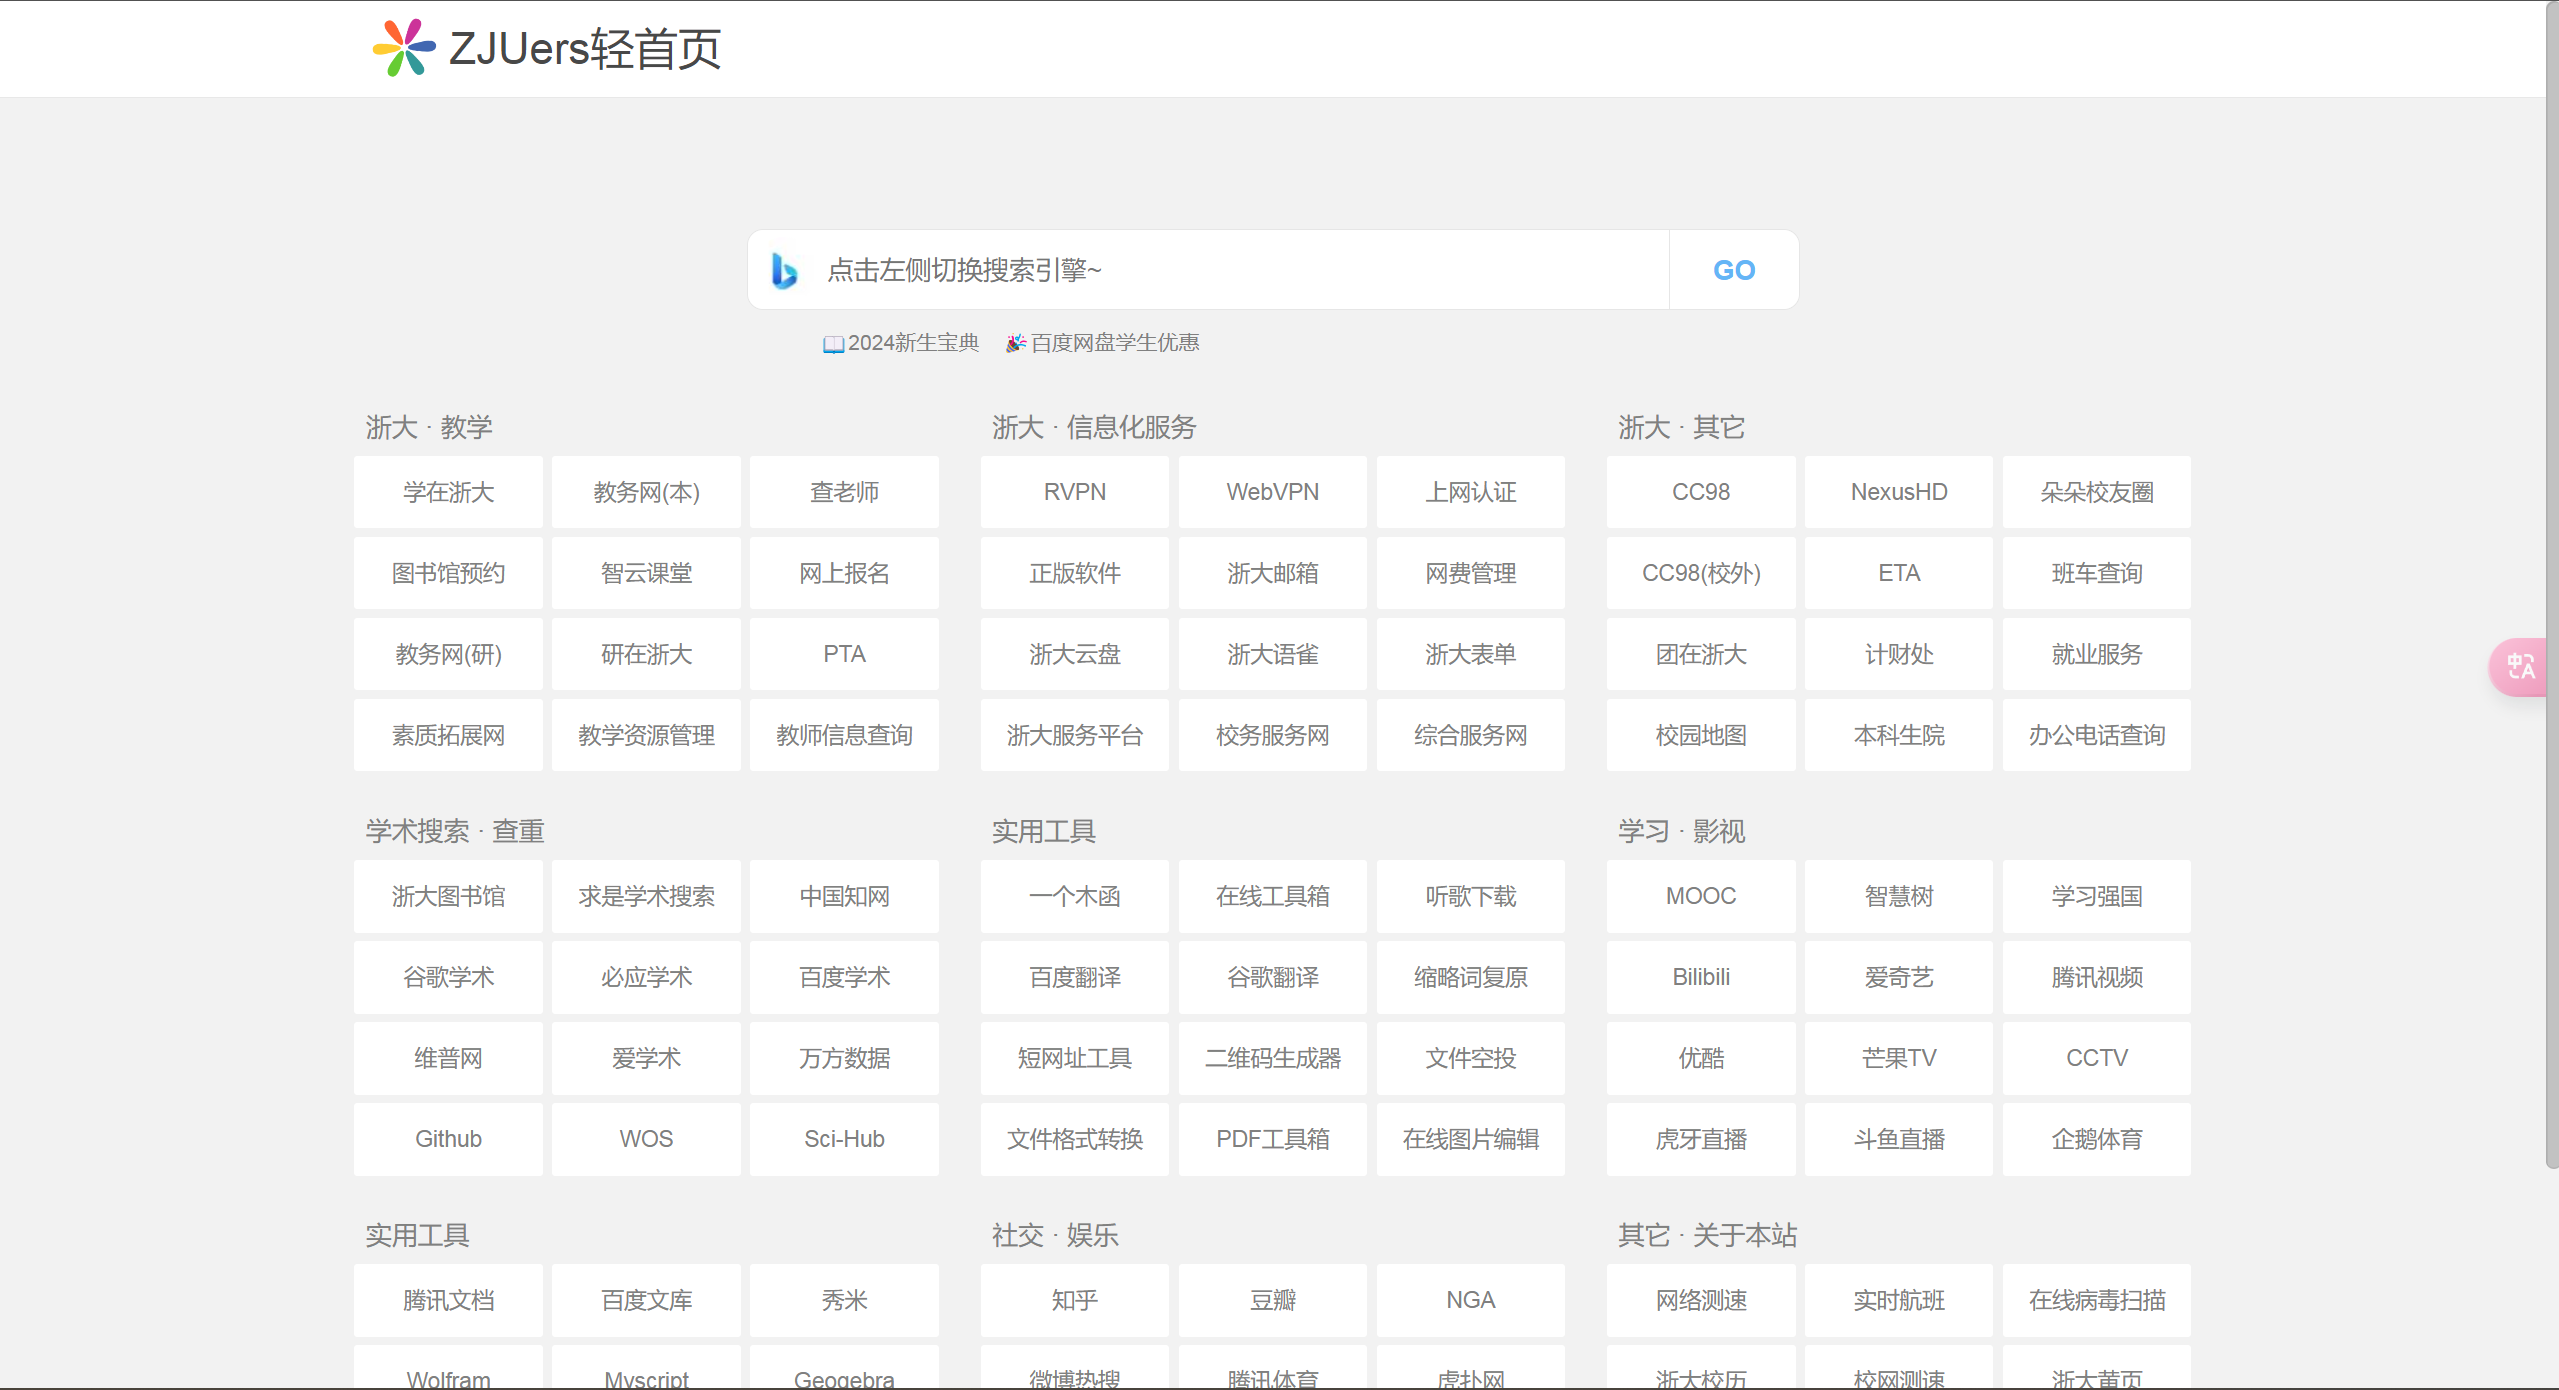 ZJUers轻首页
点击左侧切换搜索引擎~
GO
2024新生宝典 百度网盘学生优惠
浙大 · 教学
学在浙大 教务网(本) 查老师
图书馆预约 智云课堂 网上报名
教务网(研) 研在浙大 PTA
素质拓展网 教学资源管理 教师信息查询
浙大 · 信息化服务
RVPN WebVPN 上网认证
正版软件 浙大邮箱 网费管理
浙大云盘 浙大语雀 浙大表单
浙大服务平台 校务服务网 综合服务网
浙大 · 其它
CC98 NexusHD 朵朵校友圈
CC98(校外) ETA 班车查询
团在浙大 计财处 就业服务
校园地图 本科生院 办公电话查询
学术搜索 · 查重
浙大图书馆 求是学术搜索 中国知网
谷歌学术 必应学术 百度学术
维普网 爱学术 万方数据
Github WOS Sci-Hub
实用工具
一个木函 在线工具箱 听歌下载
百度翻译 谷歌翻译 缩略词复原
短网址工具 二维码生成器 文件空投
文件格式转换 PDF工具箱 在线图片编辑
学习 · 影视
MOOC 智慧树 学习强国
Bilibili 爱奇艺 腾讯视频
优酷 芒果TV CCTV
虎牙直播 斗鱼直播 企鹅体育
实用工具
腾讯文档 百度文库 秀米
Wolfram Myscript Geogebra
社交 · 娱乐
知乎 豆瓣 NGA
微博热搜 腾讯体育 虎扑网
其它 · 关于本站
网络测速 实时航班 在线病毒扫描
浙大校历 校网测速 浙大黄页